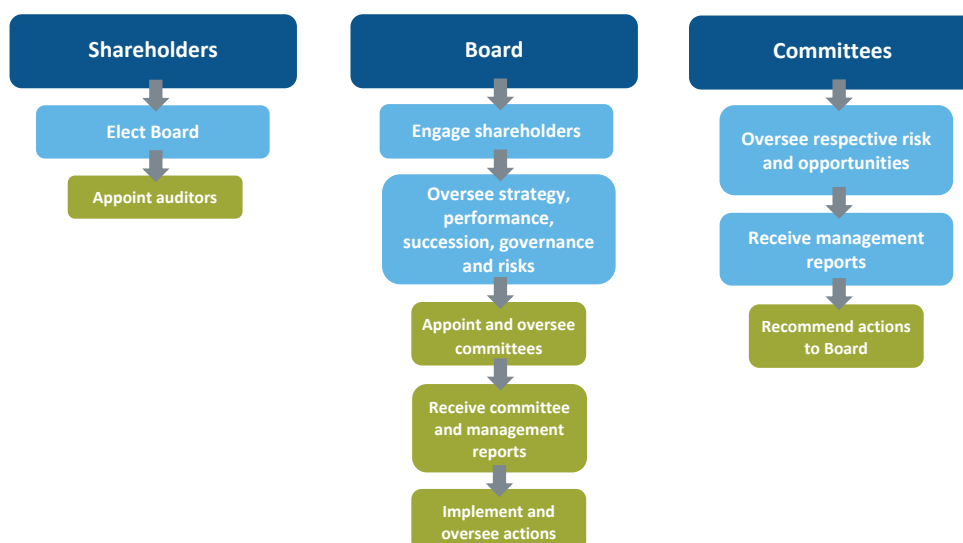 Shareholders
Elect Board
Appoint auditors
Board
Engage shareholders
Oversee strategy,
performance,
succession, governance
and risks
Appoint and oversee
committees
Receive committee
and management
reports
Implement and
oversee actions
Committees
Oversee respective risk
and opportunities
Receive management
reports
Recommend actions
to Board